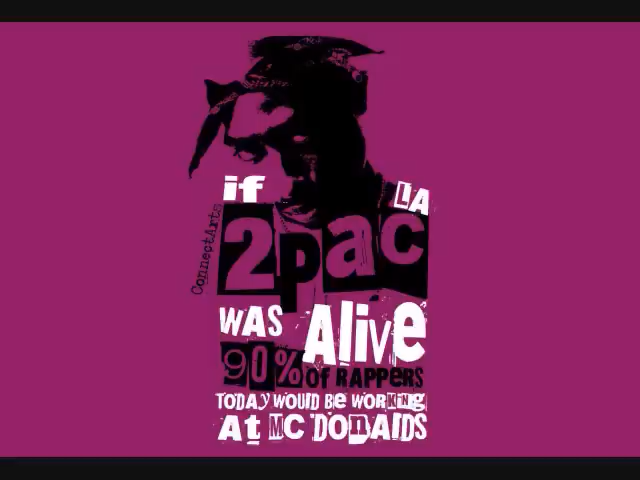 if LA
2pac
ConnectArts
WAS Alive
90% Of RAPPERS
TODAy WOUlD Be WORKiNg
At MC DONAlDS